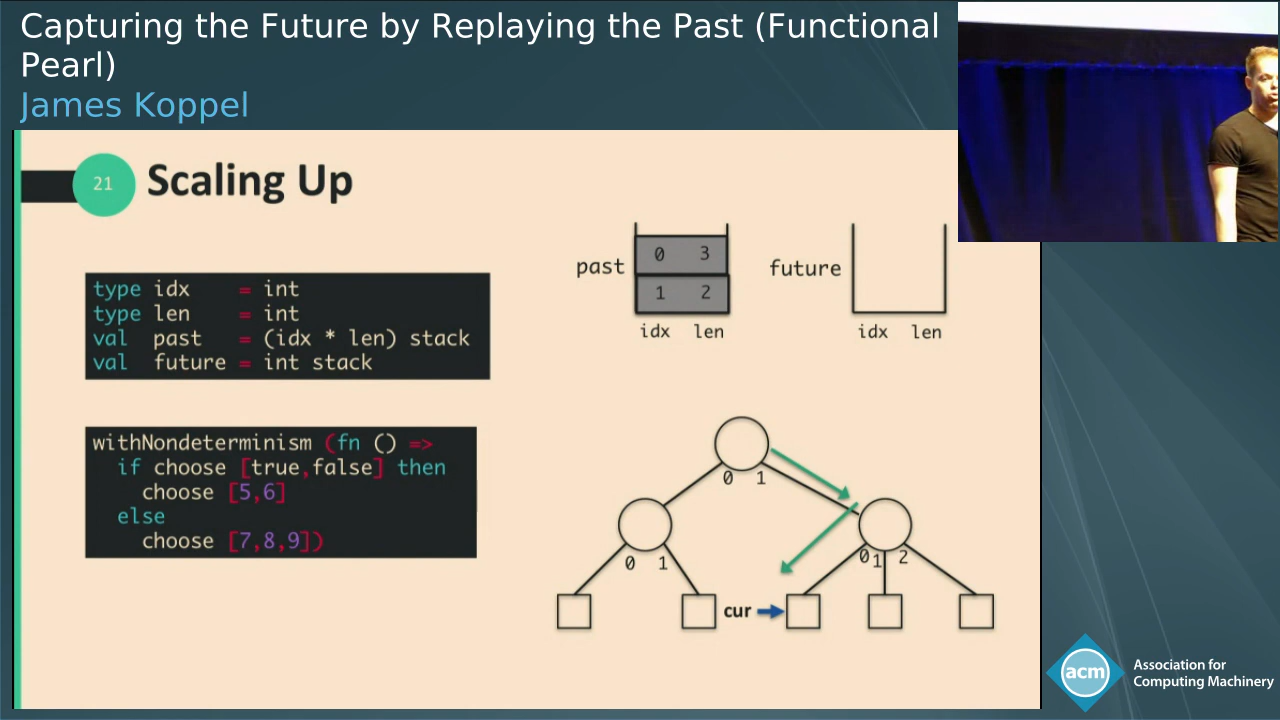 Capturing the Future by Replaying the Past (Functional
Pearl)
James Koppel
21
Scaling Up
type idx = int
type len = int
val past = (idx * len) stack
val future = int stack
withNondeterminism (fn () =>
if choose [true,false] then
choose [5,6]
else
choose [7,8,9])
past
0 3
1 2
idx len
future
idx len
0 1
0 1
0 1 2
cur
acm
Association for
Computing Machinery